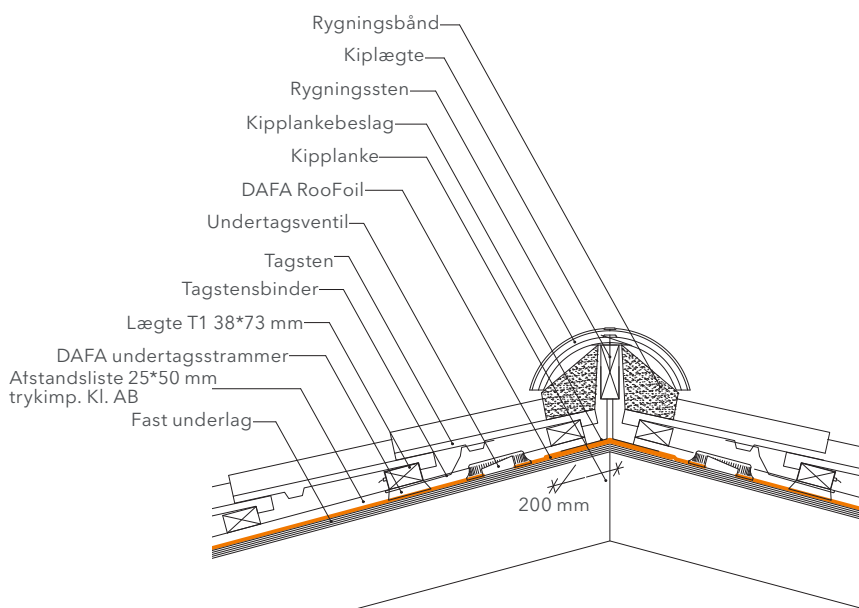 Rygningsbånd
Kiplægte
Rygningssten
Kipplankebeslag
Kipplanke
DAFA RooFoil
Undertagsventil
Tagsten
Tagstensbinder
Lægte T1 38*73 mm
DAFA undertagsstrammer
Afstandsliste 25*50 mm
trykimp. Kl. AB
Fast underlag
200 mm